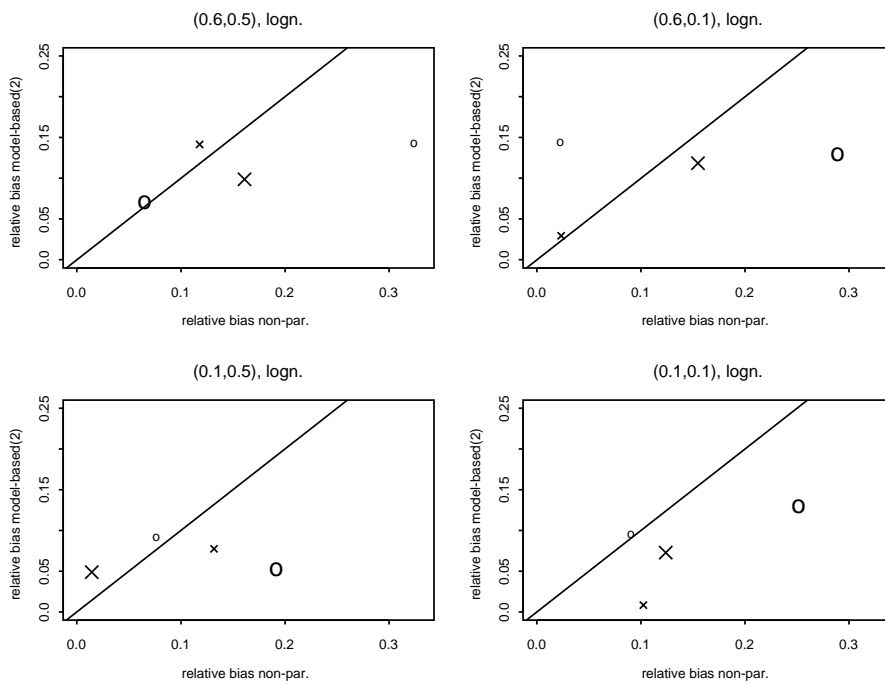 (0.6,0.5), logn.
relative bias model-based(2)
0.25
0.15
0.05
0.0
0.0 0.1 0.2 0.3
relative bias non-par.
(0.6,0.1), logn.
relative bias model-based(2)
0.25
0.15
0.05
0.0
0.0 0.1 0.2 0.3
relative bias non-par.
(0.1,0.5), logn.
relative bias model-based(2)
0.25
0.15
0.05
0.0
0.0 0.1 0.2 0.3
relative bias non-par.
(0.1,0.1), logn.
relative bias model-based(2)
0.25
0.15
0.05
0.0
0.0 0.1 0.2 0.3
relative bias non-par.